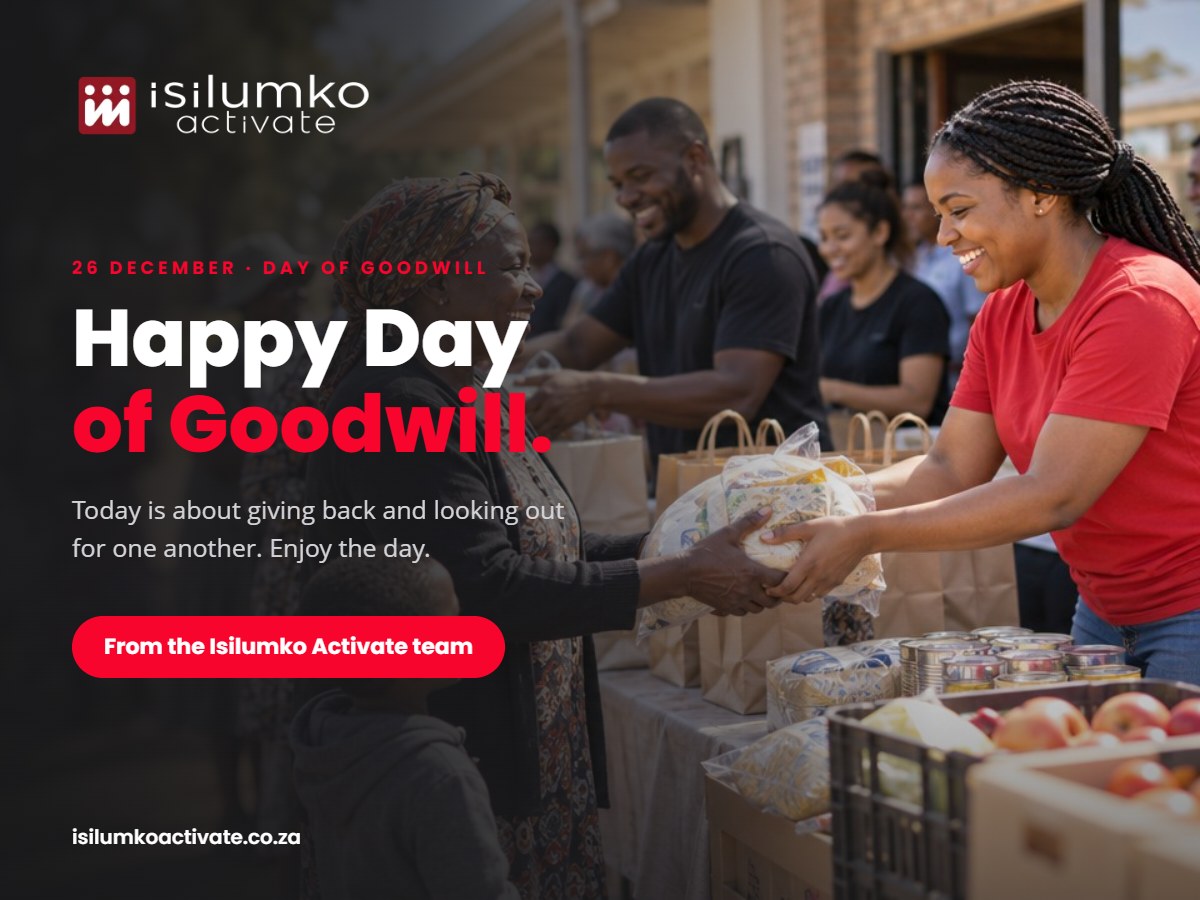 isilumko
activate
26 DECEMBER · DAY OF GOODWILL
Happy Day
of Goodwill.
Today is about giving back and looking out
for one another. Enjoy the day.
From the Isilumko Activate team
isilumkoactivate.co.za